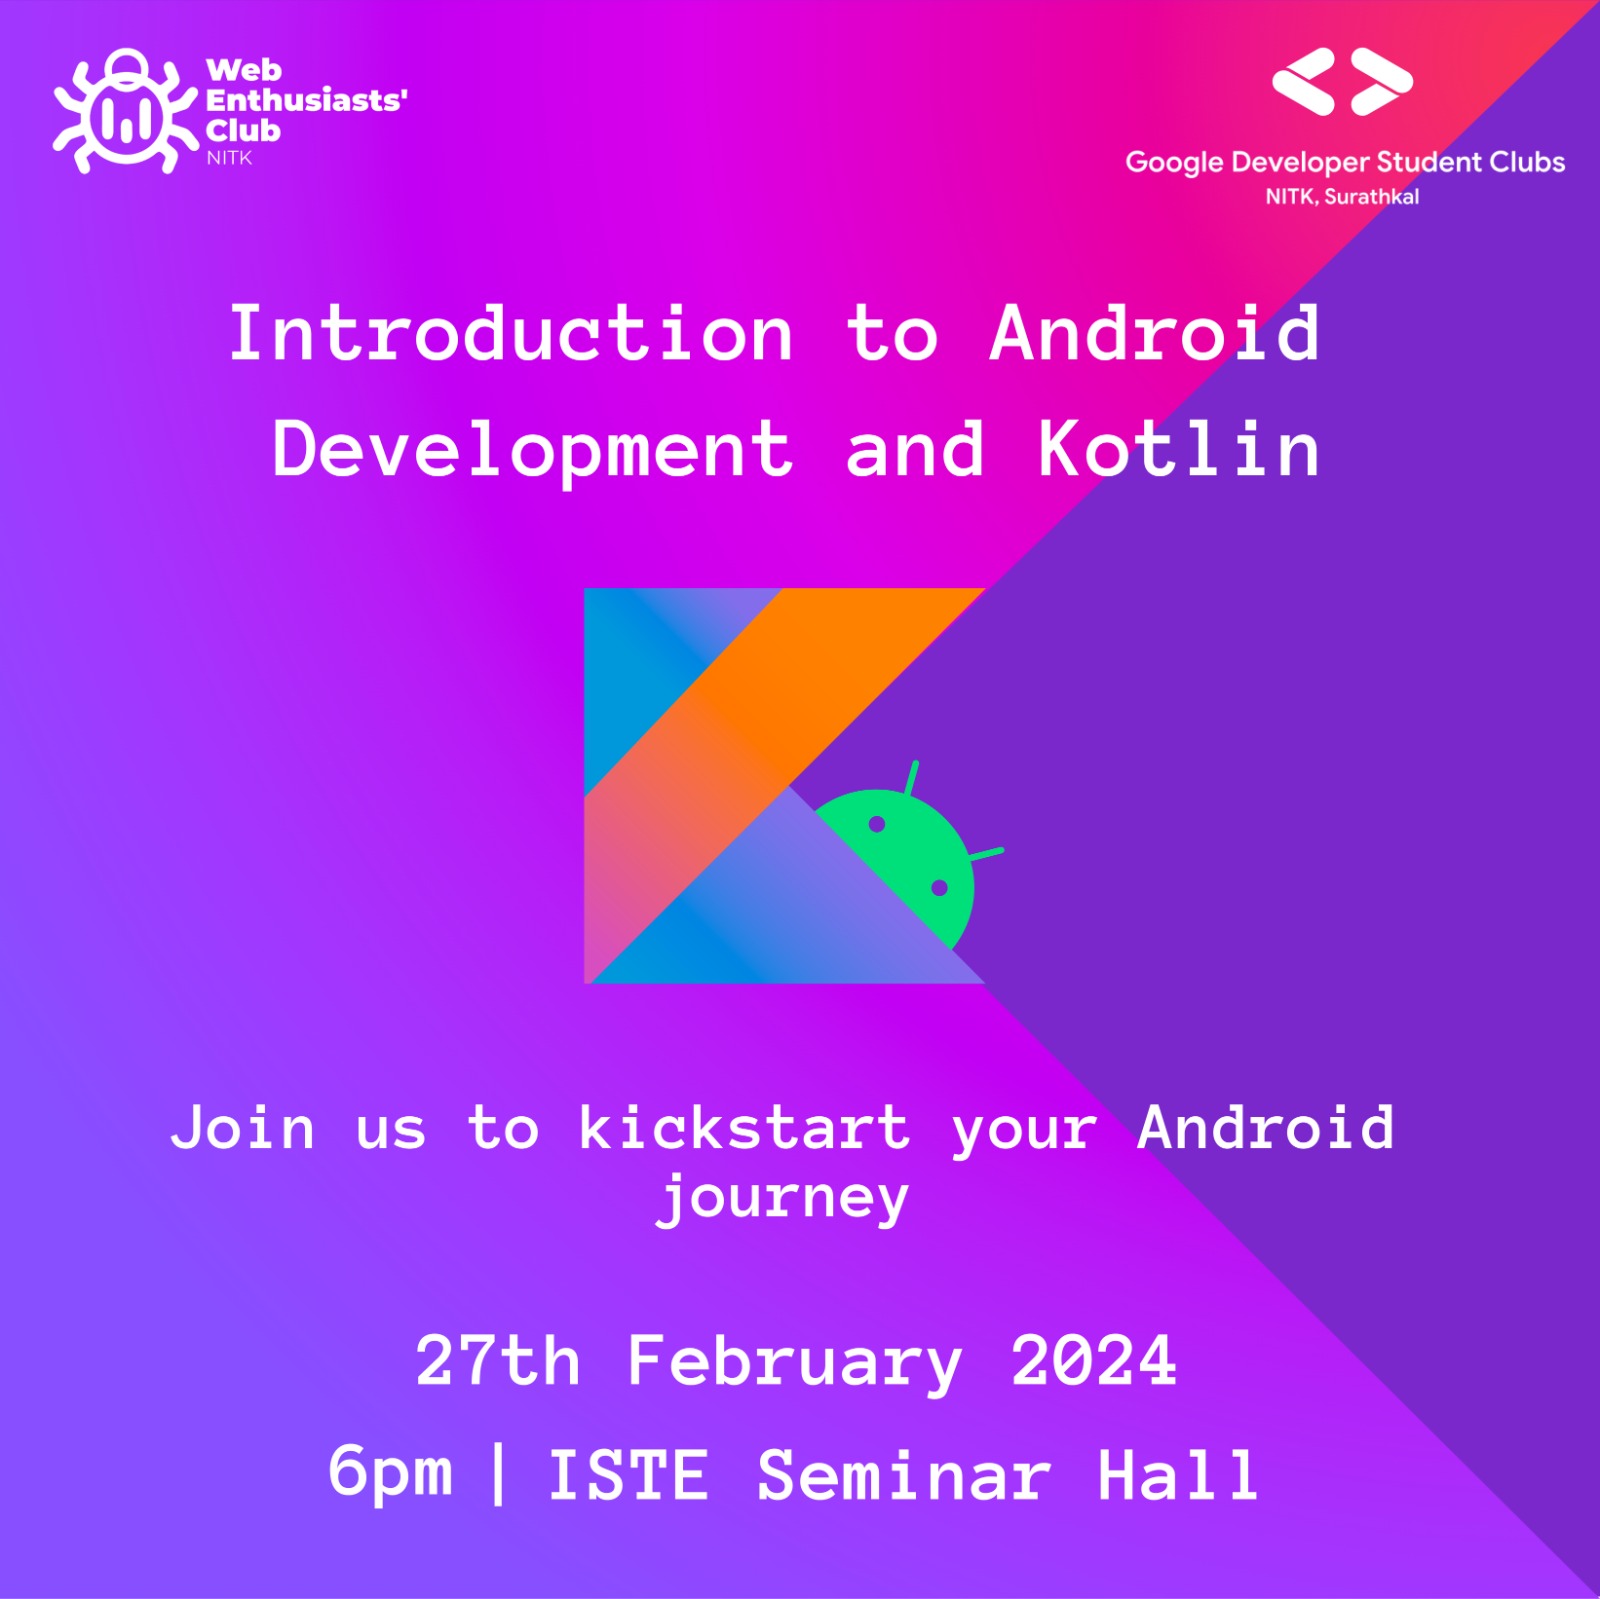 Web
Enthusiasts'
Club
NITK
Google Developer Student Clubs
NITK, Surathkal
Introduction to Android
Development and Kotlin
Join us to kickstart your Android
journey
27th February 2024
6pm | ISTE Seminar Hall